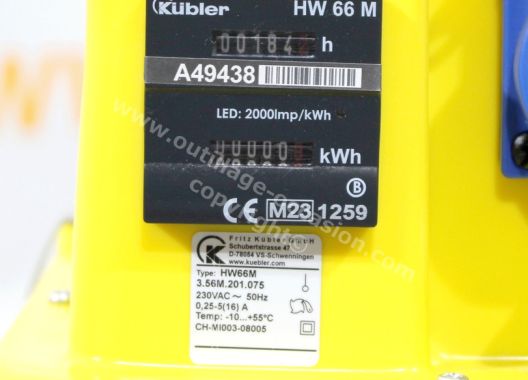 Kübler HW 66 M
00184 h
A49438
LED: 2000Imp/kWh
kWh
B
CE M23 1259
Fritz Kübler GmbH
Schubertstrasse 47
D-78054 VS-Schwenningen
www.kuebler.com
Type: HW66M
3.56M.201.075
230VAC ~ 50Hz
0,25-5(16) A
Temp: -10...+55°C
CH-MI003-08005
www.outillage-occasion.com
copyright©